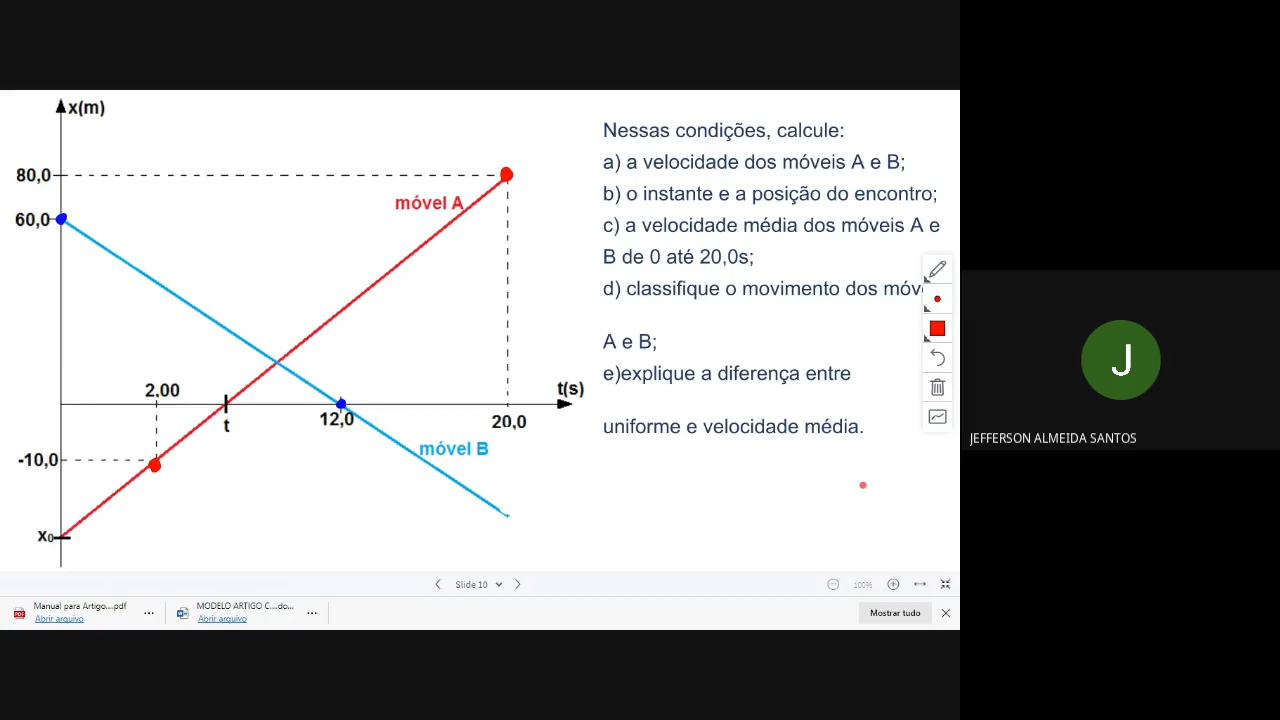 x(m)
80,0
móvel A
60,0
2,00
t(s)
t
12,0
20,0
móvel B
-10,0
x₀
Nessas condições, calcule:
a) a velocidade dos móveis A e B;
b) o instante e a posição do encontro;
c) a velocidade média dos móveis A e
B de 0 até 20,0s;
d) classifique o movimento dos móv
A e B;
e)explique a diferença entre
uniforme e velocidade média.
J
JEFFERSON ALMEIDA SANTOS
Slide 10
100%
Manual para Artigo....pdf
Abrir arquivo
MODELO ARTIGO C....do...
Abrir arquivo
Mostrar tudo